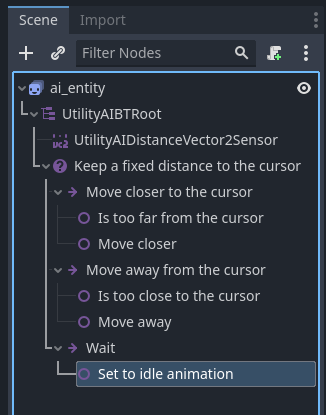 Scene
Import
Filter Nodes
ai_entity
UtilityAIBTRoot
VC2 UtilityAIDistanceVector2Sensor
Keep a fixed distance to the cursor
Move closer to the cursor
Is too far from the cursor
Move closer
Move away from the cursor
Is too close to the cursor
Move away
Wait
Set to idle animation